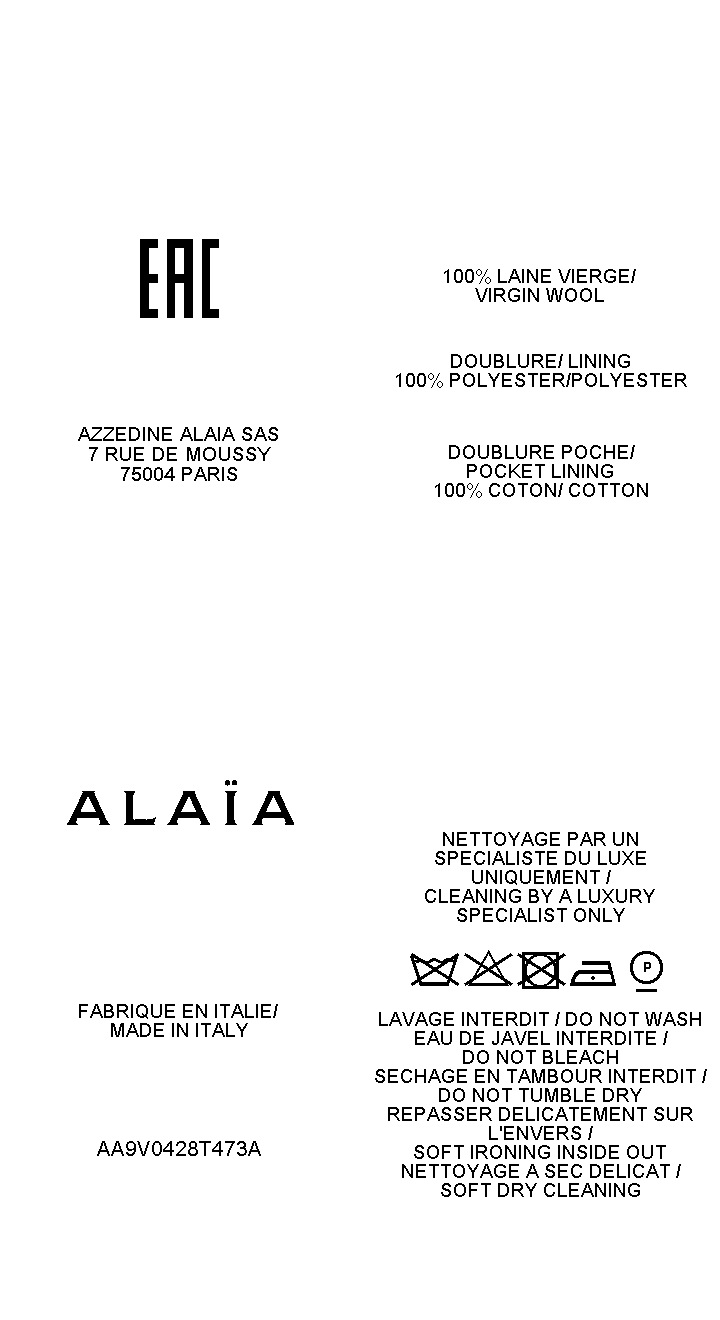 EAC
AZZEDINE ALAIA SAS
7 RUE DE MOUSSY
75004 PARIS
100% LAINE VIERGE/
VIRGIN WOOL
DOUBLURE/ LINING
100% POLYESTER/POLYESTER
DOUBLURE POCHE/
POCKET LINING
100% COTON/ COTTON
ALAÏA
FABRIQUE EN ITALIE/
MADE IN ITALY
AA9V0428T473A
NETTOYAGE PAR UN
SPECIALISTE DU LUXE
UNIQUEMENT /
CLEANING BY A LUXURY
SPECIALIST ONLY
P
LAVAGE INTERDIT / DO NOT WASH
EAU DE JAVEL INTERDITE /
DO NOT BLEACH
SECHAGE EN TAMBOUR INTERDIT /
DO NOT TUMBLE DRY
REPASSER DELICATEMENT SUR
L'ENVERS /
SOFT IRONING INSIDE OUT
NETTOYAGE A SEC DELICAT /
SOFT DRY CLEANING